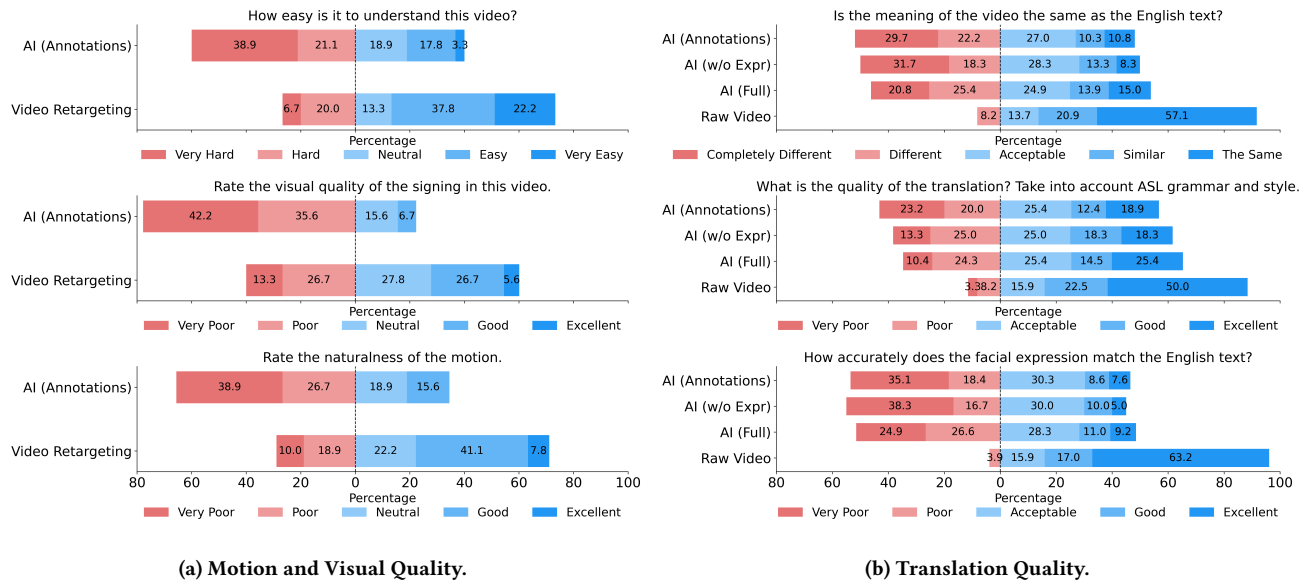 How easy is it to understand this video?
AI (Annotations) 38.9 21.1 18.9 17.8 3.3
Video Retargeting 6.7 20.0 13.3 37.8 22.2
Percentage
Very Hard Hard Neutral Easy Very Easy
Rate the visual quality of the signing in this video.
AI (Annotations) 42.2 35.6 15.6 6.7
Video Retargeting 13.3 26.7 27.8 26.7 5.6
Percentage
Very Poor Poor Neutral Good Excellent
Rate the naturalness of the motion.
AI (Annotations) 38.9 26.7 18.9 15.6
Video Retargeting 10.0 18.9 22.2 41.1 7.8
80 60 40 20 0 20 40 60 80 100
Percentage
Very Poor Poor Neutral Good Excellent
(a) Motion and Visual Quality.
Is the meaning of the video the same as the English text?
AI (Annotations) 29.7 22.2 27.0 10.3 10.8
AI (w/o Expr) 31.7 18.3 28.3 13.3 8.3
AI (Full) 20.8 25.4 24.9 13.9 15.0
Raw Video 8.2 13.7 20.9 57.1
Percentage
Completely Different Different Acceptable Similar The Same
What is the quality of the translation? Take into account ASL grammar and style.
AI (Annotations) 23.2 20.0 25.4 12.4 18.9
AI (w/o Expr) 13.3 25.0 25.0 18.3 18.3
AI (Full) 10.4 24.3 25.4 14.5 25.4
Raw Video 3.3 8.2 15.9 22.5 50.0
Percentage
Very Poor Poor Acceptable Good Excellent
How accurately does the facial expression match the English text?
AI (Annotations) 35.1 18.4 30.3 8.6 7.6
AI (w/o Expr) 38.3 16.7 30.0 10.0 5.0
AI (Full) 24.9 26.6 28.3 11.0 9.2
Raw Video 3.9 15.9 17.0 63.2
80 60 40 20 0 20 40 60 80 100
Percentage
Very Poor Poor Acceptable Good Excellent
(b) Translation Quality.